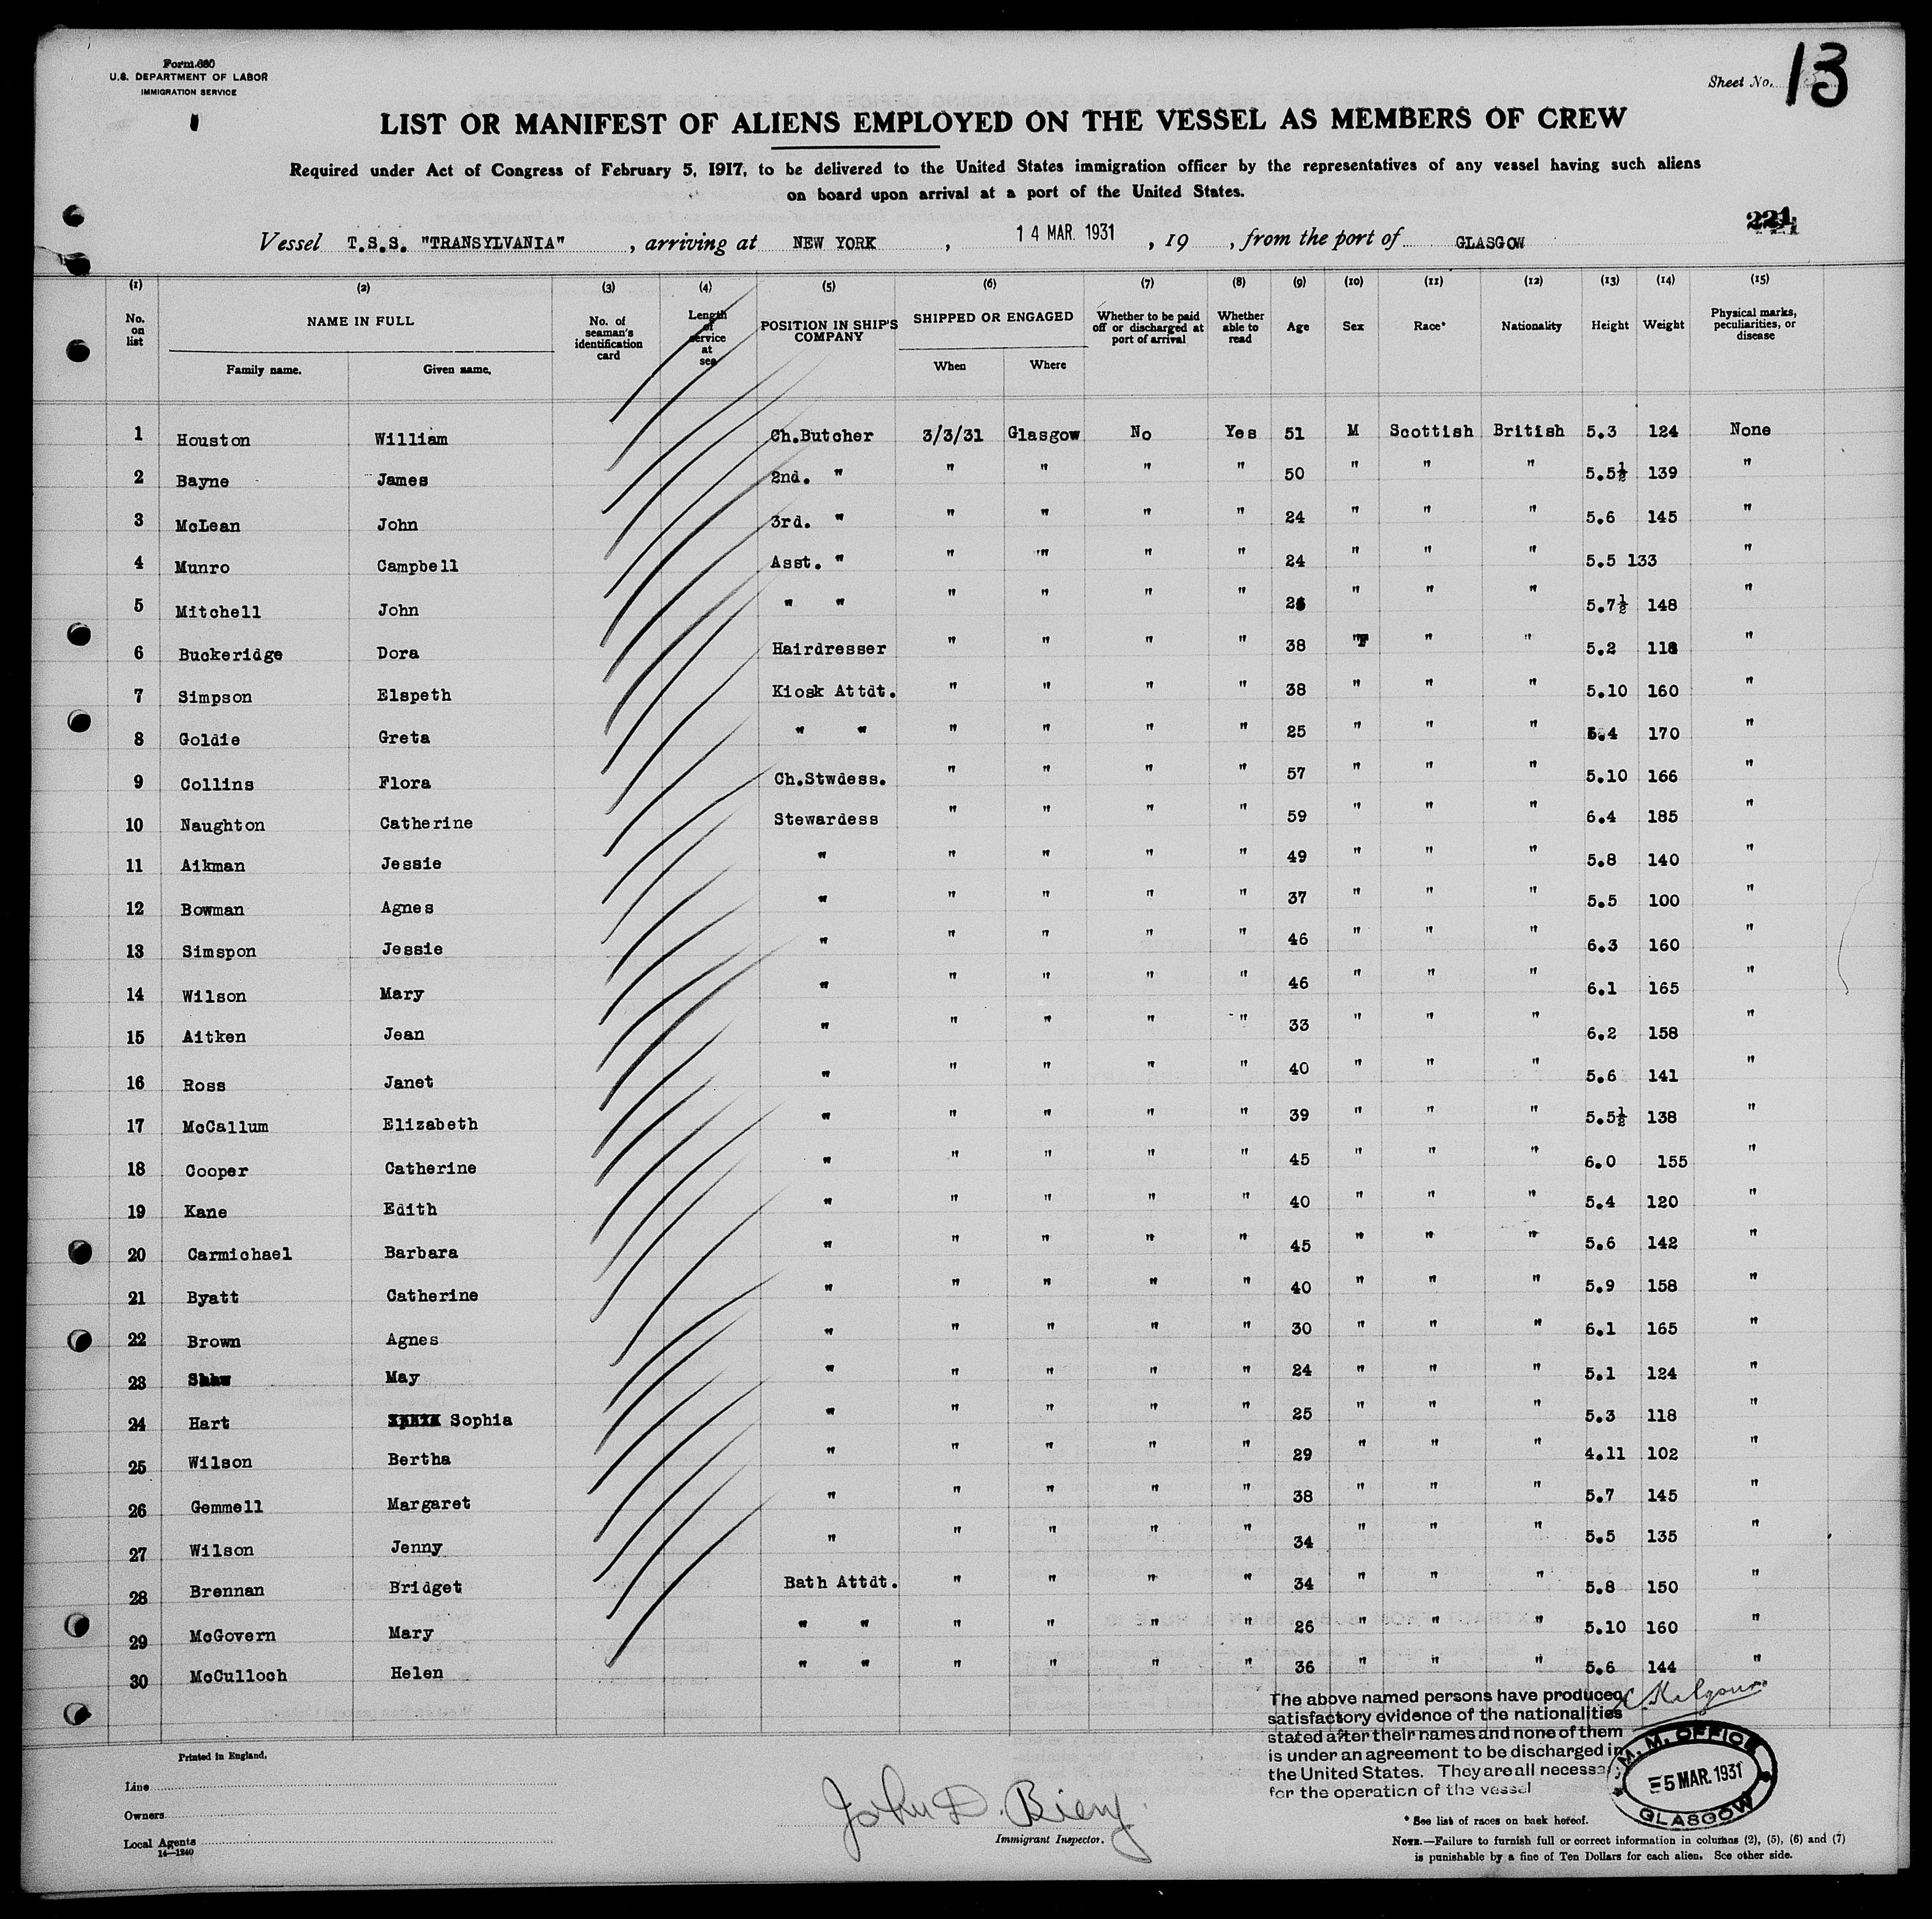 Form 680
U.S. DEPARTMENT OF LABOR
IMMIGRATION SERVICE
Sheet No. 13
LIST OR MANIFEST OF ALIENS EMPLOYED ON THE VESSEL AS MEMBERS OF CREW
Required under Act of Congress of February 5, 1917, to be delivered to the United States immigration officer by the representatives of any vessel having such aliens
on board upon arrival at a port of the United States.
221
Vessel T.S.S. "TRANSYLVANIA" , arriving at NEW YORK , 14 MAR. 1931 , 19 , from the port of GLASGOW
(1) (2) (3) (4) (5) (6) (7) (8) (9) (10) (11) (12) (13) (14) (15)
No. on list NAME IN FULL Family name. Given name. No. of seaman's identification card Length of service at sea POSITION IN SHIP'S COMPANY SHIPPED OR ENGAGED When Where Whether to be paid off or discharged at port of arrival Whether able to read Age Sex Race* Nationality Height Weight Physical marks, peculiarities, or disease
1 Houston William Ch.Butcher 3/3/31 Glasgow No Yes 51 M Scottish British 5.3 124 None
2 Bayne James 2nd. " " " " " 50 " " " 5.5½ 139 "
3 McLean John 3rd. " " " " " 24 " " " 5.6 145 "
4 Munro Campbell Asst. " " " " " 24 " " " 5.5 133 "
5 Mitchell John " " " " " " " " " 5.7½ 148 "
6 Buckeridge Dora Hairdresser " " " " 38 F " " 5.2 118 "
7 Simpson Elspeth Kiosk Attdt. " " " " 38 " " " 5.10 160 "
8 Goldie Greta " " " " " " 25 " " " .4 170 "
9 Collins Flora Ch.Stwdess. " " " " 57 " " " 5.10 166 "
10 Naughton Catherine Stewardess " " " " 59 " " " 6.4 185 "
11 Aikman Jessie " " " " " 49 " " " 5.8 140 "
12 Bowman Agnes " " " " " 37 " " " 5.5 100 "
13 Simspon Jessie " " " " " 46 " " " 6.3 160 "
14 Wilson Mary " " " " " 46 " " " 6.1 165 "
15 Aitken Jean " " " " " 33 " " " 6.2 158 "
16 Ross Janet " " " " " 40 " " " 5.6 141 "
17 McCallum Elizabeth " " " " " 39 " " " 5.5½ 138 "
18 Cooper Catherine " " " " " 45 " " " 6.0 155 "
19 Kane Edith " " " " " 40 " " " 5.4 120 "
20 Carmichael Barbara " " " " " 45 " " " 5.6 142 "
21 Byatt Catherine " " " " " 40 " " " 5.9 158 "
22 Brown Agnes " " " " " 30 " " " 6.1 165 "
23 Shaw May " " " " " 24 " " " 5.1 124 "
24 Hart Sophia " " " " " 25 " " " 5.3 118 "
25 Wilson Bertha " " " " " 29 " " " 4.11 102 "
26 Gemmell Margaret " " " " " 38 " " " 5.7 145 "
27 Wilson Jenny " " " " " 34 " " " 5.5 135 "
28 Brennan Bridget Bath Attdt. " " " " 34 " " " 5.8 150 "
29 McGovern Mary " " " " " " 26 " " " 5.10 160 "
30 McCulloch Helen " " " " " " 36 " " " 5.6 144 "
The above named persons have produced
satisfactory evidence of the nationalities
stated after their names and none of them
is under an agreement to be discharged in
the United States. They are all necessary
for the operation of the vessel
Kilgour
M. M. OFFICE
5 MAR. 1931
GLASGOW
Printed in England.
Line
Owners
Local Agents
14—1240
John D. Bieny
Immigrant Inspector.
* See list of races on back hereof.
NOTE.—Failure to furnish full or correct information in columns (2), (5), (6) and (7)
is punishable by a fine of Ten Dollars for each alien. See other side.